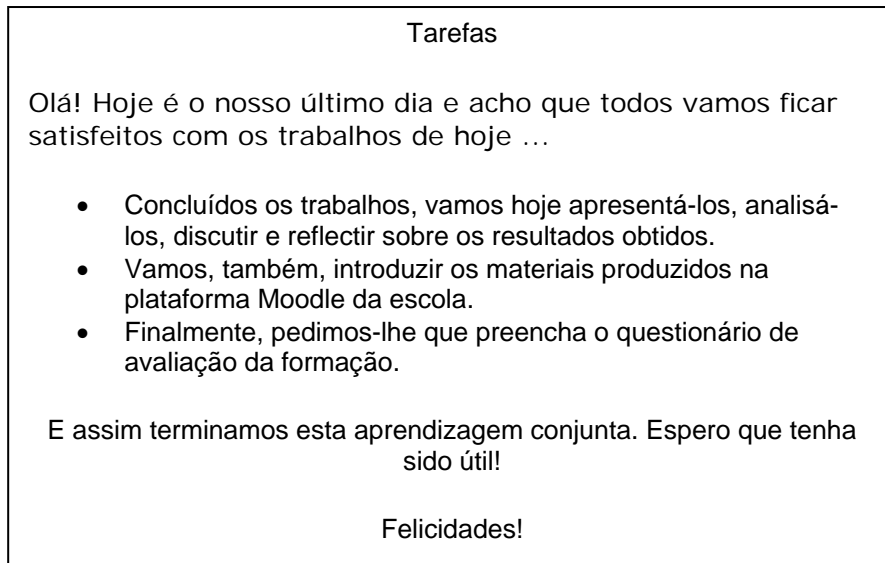 Tarefas
Olá! Hoje é o nosso último dia e acho que todos vamos ficar
satisfeitos com os trabalhos de hoje ...
• Concluídos os trabalhos, vamos hoje apresentá-los, analisá-
los, discutir e reflectir sobre os resultados obtidos.
• Vamos, também, introduzir os materiais produzidos na
plataforma Moodle da escola.
• Finalmente, pedimos-lhe que preencha o questionário de
avaliação da formação.
E assim terminamos esta aprendizagem conjunta. Espero que tenha
sido útil!
Felicidades!